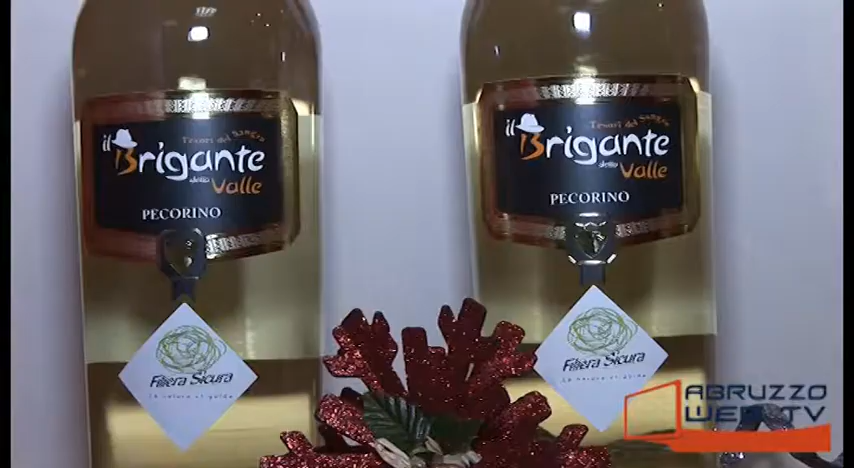 Tesori del Sangro
il Brigante
della Valle
PECORINO
Filiera Sicura
Tesori del Sangro
il Brigante
della Valle
PECORINO
Filiera Sicura
ABRUZZO
WEB TV